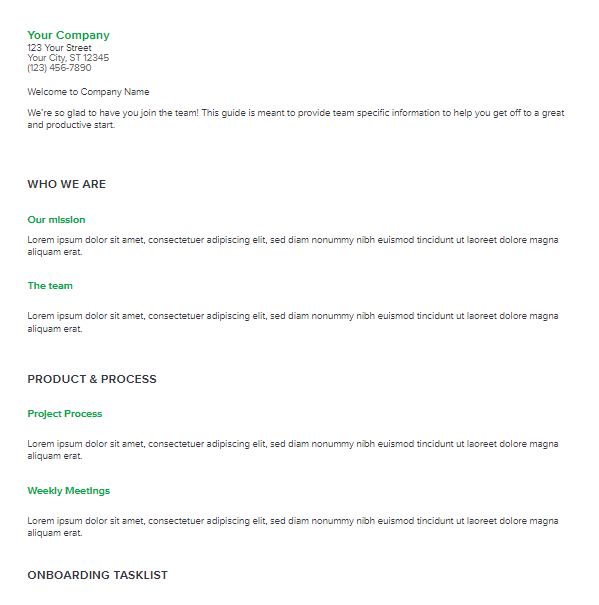 Your Company
123 Your Street
Your City, ST 12345
(123) 456-7890
Welcome to Company Name
We're so glad to have you join the team! This guide is meant to provide team specific information to help you get off to a great
and productive start.
WHO WE ARE
Our mission
Lorem ipsum dolor sit amet, consectetuer adipiscing elit, sed diam nonummy nibh euismod tincidunt ut laoreet dolore magna
aliquam erat.
The team
Lorem ipsum dolor sit amet, consectetuer adipiscing elit, sed diam nonummy nibh euismod tincidunt ut laoreet dolore magna
aliquam erat.
PRODUCT & PROCESS
Project Process
Lorem ipsum dolor sit amet, consectetuer adipiscing elit, sed diam nonummy nibh euismod tincidunt ut laoreet dolore magna
aliquam erat.
Weekly Meetings
Lorem ipsum dolor sit amet, consectetuer adipiscing elit, sed diam nonummy nibh euismod tincidunt ut laoreet dolore magna
aliquam erat.
ONBOARDING TASKLIST